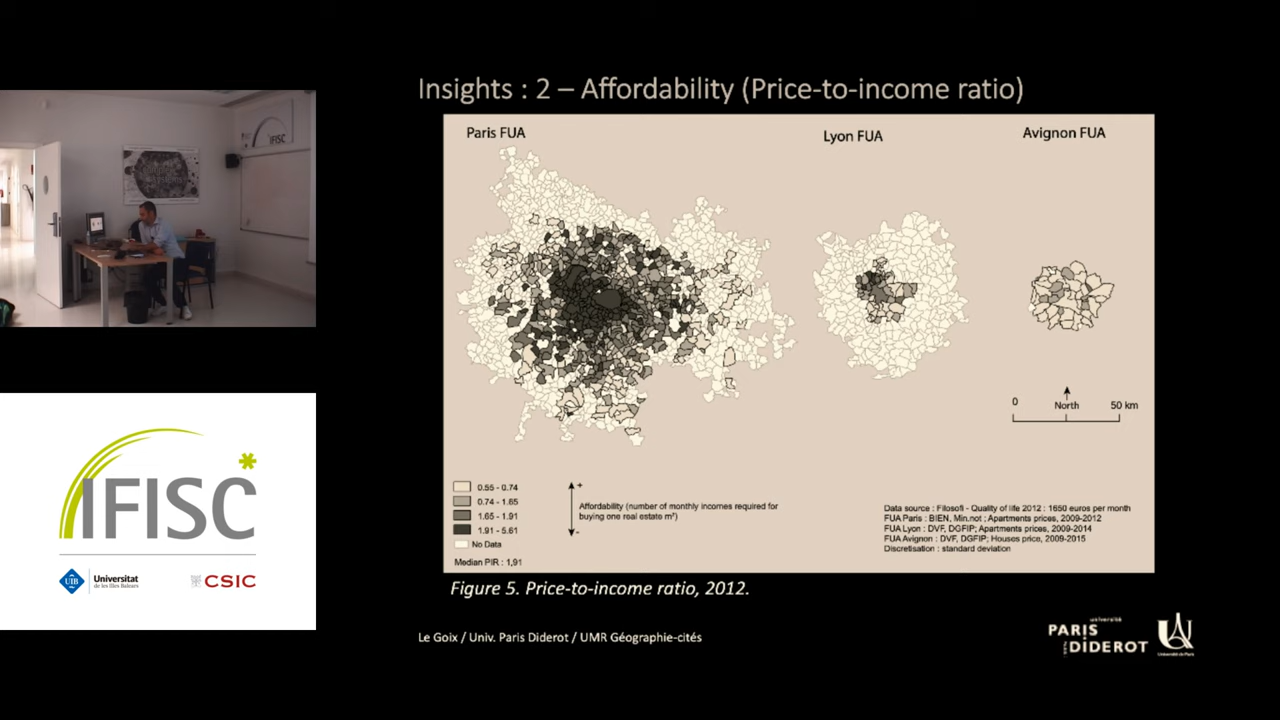 Insights : 2 – Affordability (Price-to-income ratio)
Paris FUA
Lyon FUA
Avignon FUA
IFISC
0
North
50 km
0.55 - 0.74
0.74 - 1.65
1.65 - 1.91
1.91 - 5.61
No Data
Median PIR : 1,91
+
-
Affordability (number of monthly incomes required for
buying one real estate m²)
Data source : Filosofi - Quality of life 2012 : 1650 euros per month
FUA Paris : BIEN, Min.not ; Apartments prices, 2009-2012
FUA Lyon : DVF, DGFIP; Apartments prices, 2009-2014
FUA Avignon : DVF, DGFIP; Houses price, 2009-2015
Discretisation : standard deviation
Figure 5. Price-to-income ratio, 2012.
Le Goix / Univ. Paris Diderot / UMR Géographie-cités
université
PARIS
DIDEROT
Université de Paris
IFISC
UIB
Universitat
de les Illes Balears
CSIC